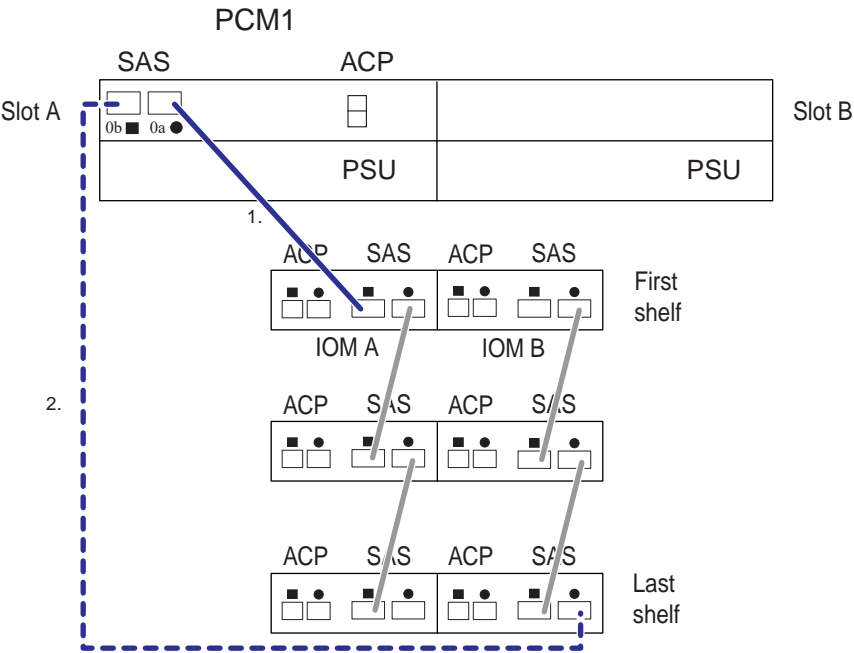 PCM1
SAS ACP
Slot A Slot B
0b 0a
PSU PSU
1.
ACP SAS ACP SAS
First
shelf
IOM A IOM B
2.
ACP SAS ACP SAS
ACP SAS ACP SAS
Last
shelf